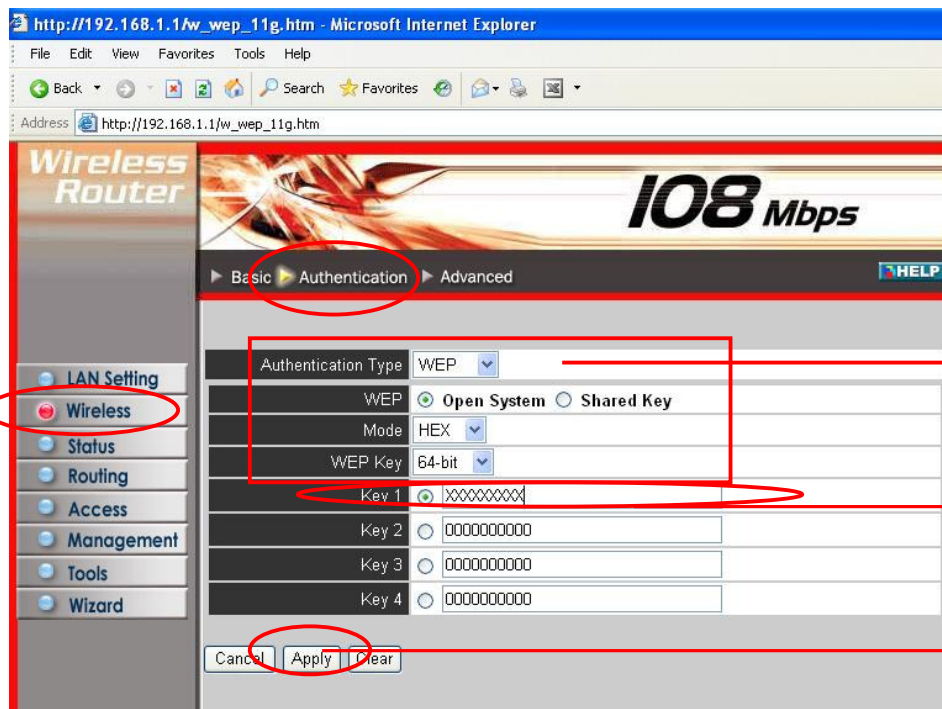 http://192.168.1.1/w_wep_11g.htm - Microsoft Internet Explorer
File Edit View Favorites Tools Help
Back Search Favorites
Address http://192.168.1.1/w_wep_11g.htm
Wireless
Router
108 Mbps
Basic Authentication Advanced
HELP
LAN Setting
Wireless
Status
Routing
Access
Management
Tools
Wizard
Authentication Type WEP
WEP Open System Shared Key
Mode HEX
WEP Key 64-bit
Key 1 XXXXXXXXXX
Key 2 0000000000
Key 3 0000000000
Key 4 0000000000
Cancel Apply Clear